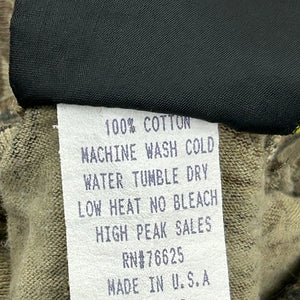 100% COTTON
MACHINE WASH COLD
WATER TUMBLE DRY
LOW HEAT NO BLEACH
HIGH PEAK SALES
RN#76625
MADE IN U.S.A